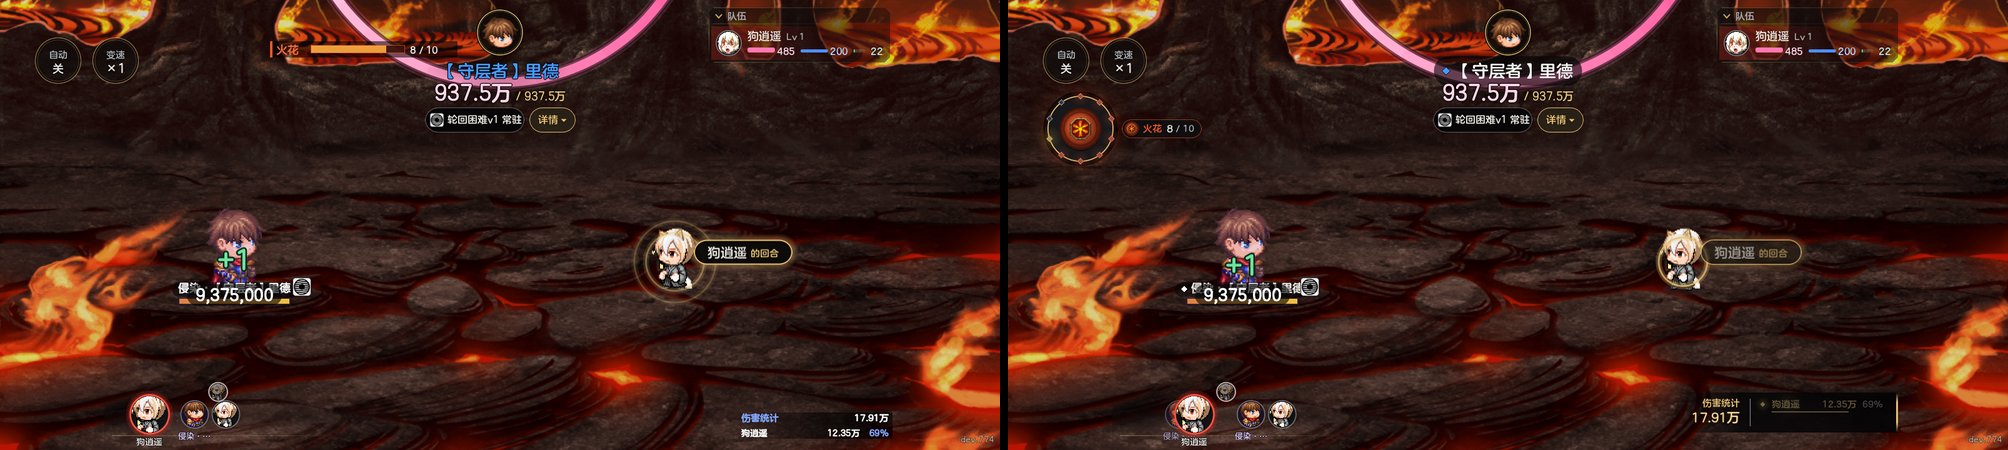 自动
关
变速
×1
火花 8 / 10
【守层者】里德
937.5万 / 937.5万
轮回困难v1 常驻
详情
队伍
狗逍遥 Lv 1
485 200 22
+1
9,375,000
狗逍遥 的回合
狗逍遥
侵染 · …
伤害统计 17.91万
狗逍遥 12.35万 69%
dev.774
自动
关
变速
×1
火花 8 / 10
【守层者】里德
937.5万 / 937.5万
轮回困难v1 常驻
详情
队伍
狗逍遥 Lv 1
485 200 22
+1
9,375,000
狗逍遥 的回合
侵染
狗逍遥
侵染 · …
伤害统计
17.91万
狗逍遥 12.35万 69%
dev.774